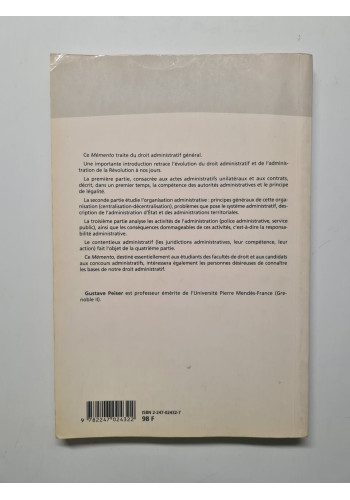 Ce Mémento traite du droit administratif général.
Une importante introduction retrace l'évolution du droit administratif et de l'adminis-
tration de la Révolution à nos jours.
La première partie, consacrée aux actes administratifs unilatéraux et aux contrats,
décrit, dans un premier temps, la compétence des autorités administratives et le principe
de légalité.
La seconde partie étudie l'organisation administrative : principes généraux de cette orga-
nisation (centralisation-décentralisation), problèmes que pose le système administratif, des-
cription de l'administration d'État et des administrations territoriales.
La troisième partie analyse les activités de l'administration (police administrative, service
public), ainsi que les conséquences dommageables de ces activités, c'est-à-dire la responsa-
bilité administrative.
Le contentieux administratif (les juridictions administratives, leur compétence, leur
action) fait l'objet de la quatrième partie.
Ce Mémento, destiné essentiellement aux étudiants des facultés de droit et aux candidats
aux concours administratifs, intéressera également les personnes désireuses de connaître
les bases de notre droit administratif.
Gustave Peiser est professeur émérite de l'Université Pierre Mendès-France (Gre-
noble II).
ISBN 2-247-02432-7
9 782247 024322
98 F